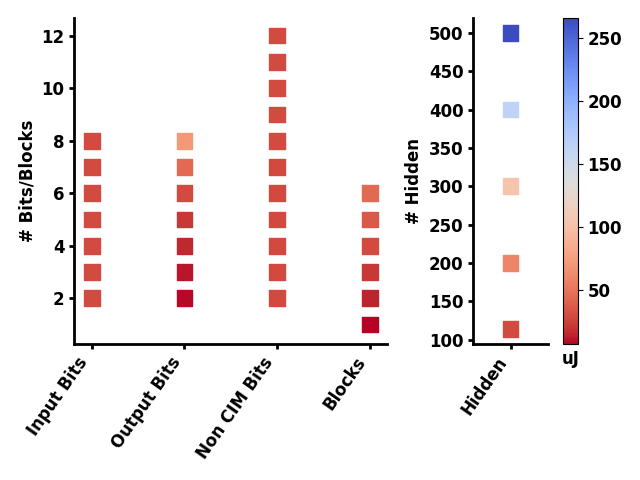 # Bits/Blocks
12
10
8
6
4
2
Input Bits
Output Bits
Non CIM Bits
Blocks
# Hidden
500
450
400
350
300
250
200
150
100
Hidden
250
200
150
100
50
uJ